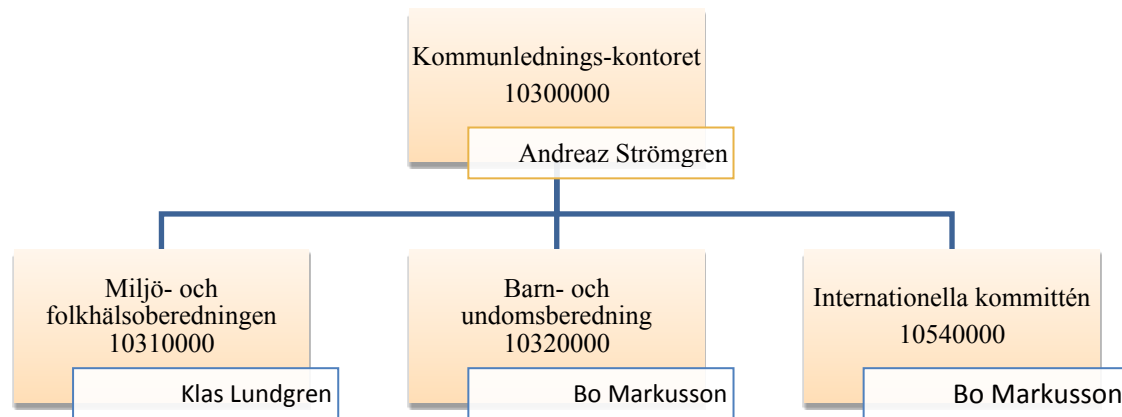 Kommunlednings-kontoret
10300000
Andreaz Strömgren
Miljö- och
folkhälsoberedningen
10310000
Klas Lundgren
Barn- och
undomsberedning
10320000
Bo Markusson
Internationella kommittén
10540000
Bo Markusson